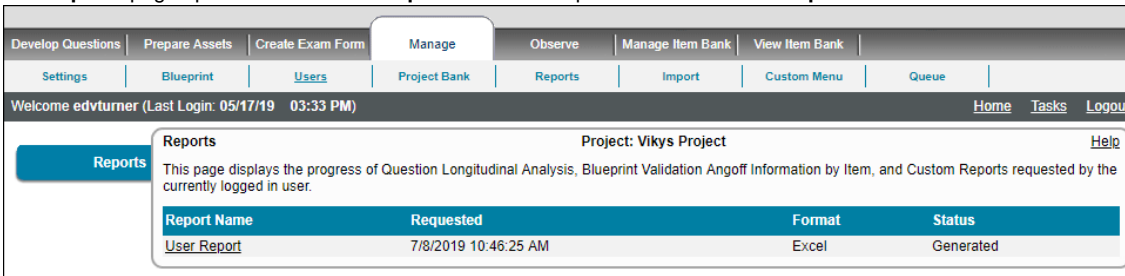 Develop Questions Prepare Assets Create Exam Form Manage Observe Manage Item Bank View Item Bank
Settings Blueprint Users Project Bank Reports Import Custom Menu Queue
Welcome edvturner (Last Login: 05/17/19 03:33 PM) Home Tasks Logou
Reports
Reports Project: Vikys Project Help
This page displays the progress of Question Longitudinal Analysis, Blueprint Validation Angoff Information by Item, and Custom Reports requested by the
currently logged in user.
Report Name Requested Format Status
User Report 7/8/2019 10:46:25 AM Excel Generated